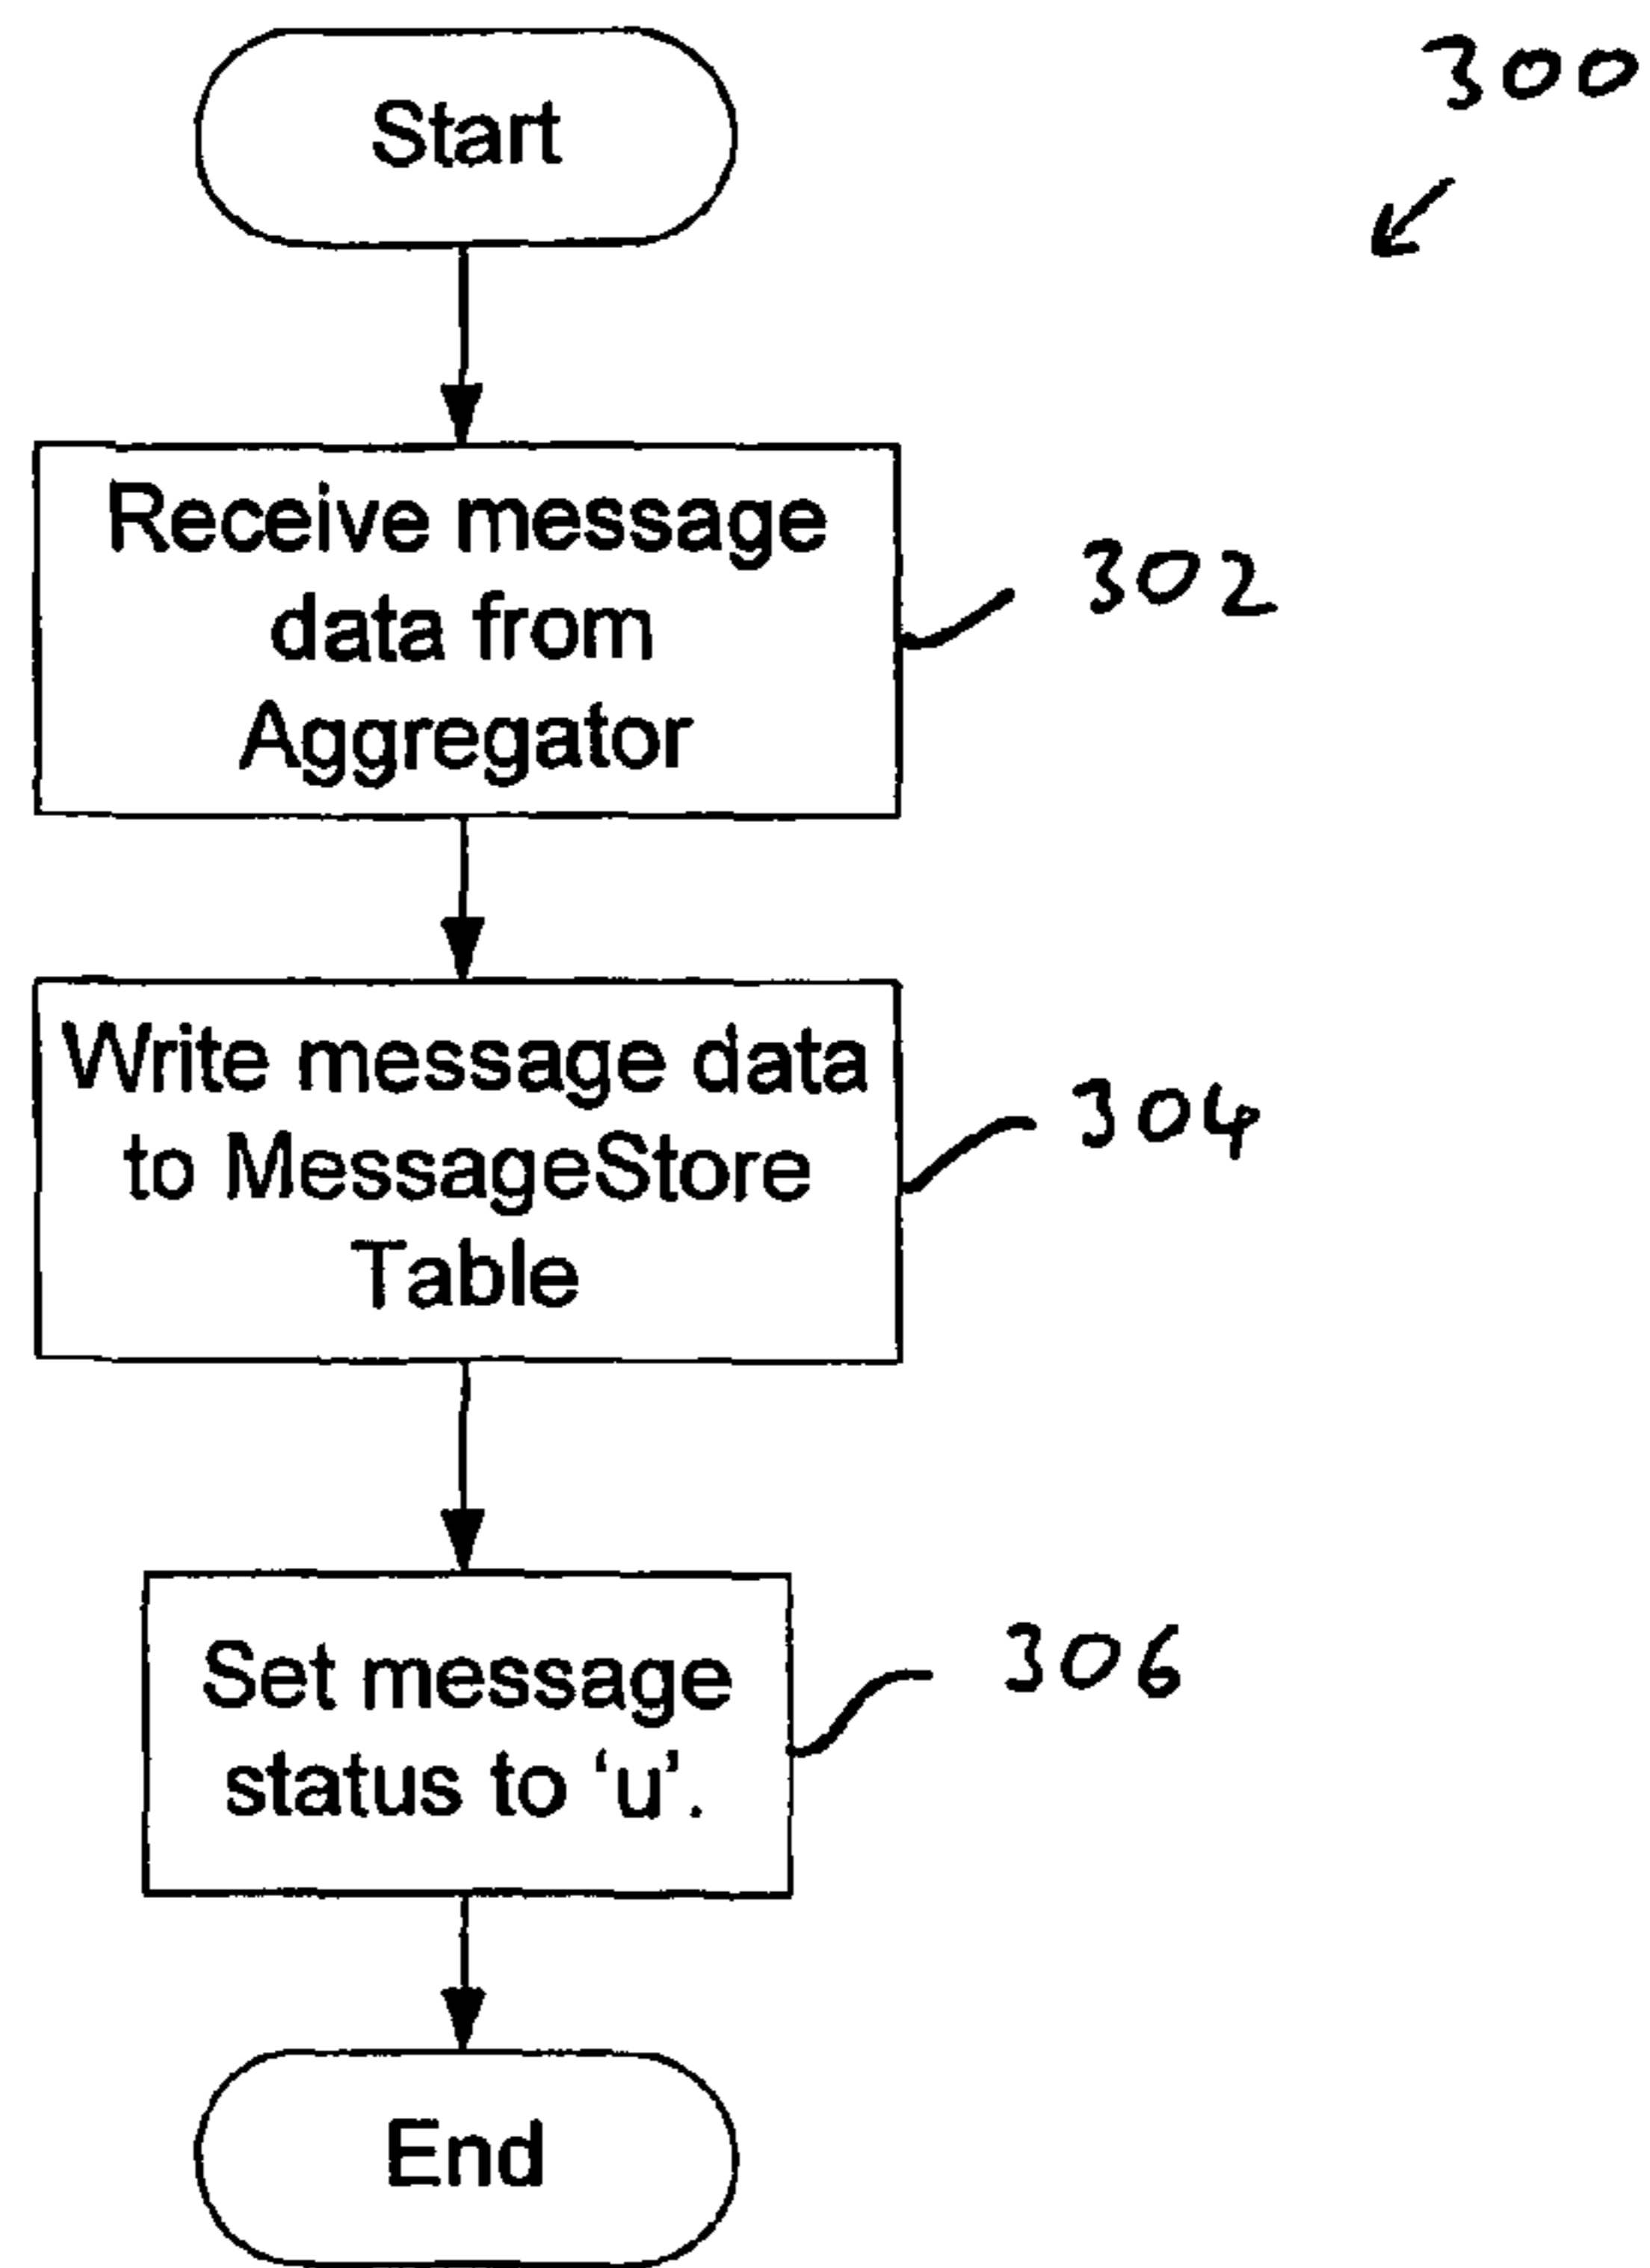 Start
300
Receive message
data from
Aggregator
302
Write message data
to MessageStore
Table
304
Set message
status to ‘u’.
306
End